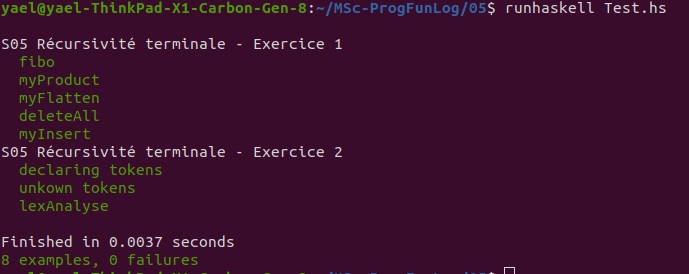 yael@yael-ThinkPad-X1-Carbon-Gen-8:~/MSc-ProgFunLog/05$ runhaskell Test.hs
S05 Récursivité terminale - Exercice 1
fibo
myProduct
myFlatten
deleteAll
myInsert
S05 Récursivité terminale - Exercice 2
declaring tokens
unkown tokens
lexAnalyse
Finished in 0.0037 seconds
8 examples, 0 failures